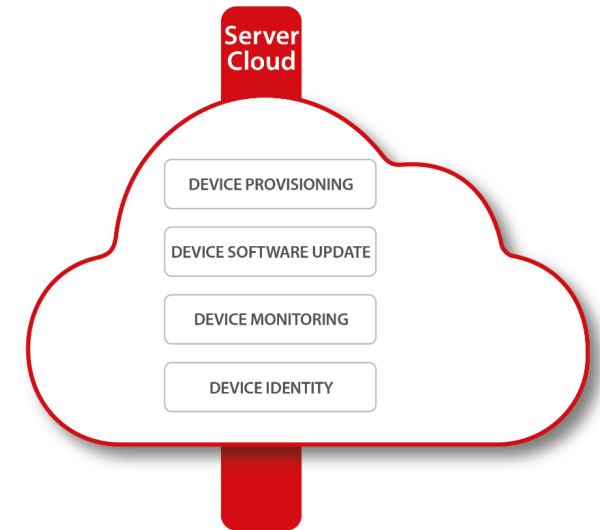 Server
Cloud
DEVICE PROVISIONING
DEVICE SOFTWARE UPDATE
DEVICE MONITORING
DEVICE IDENTITY